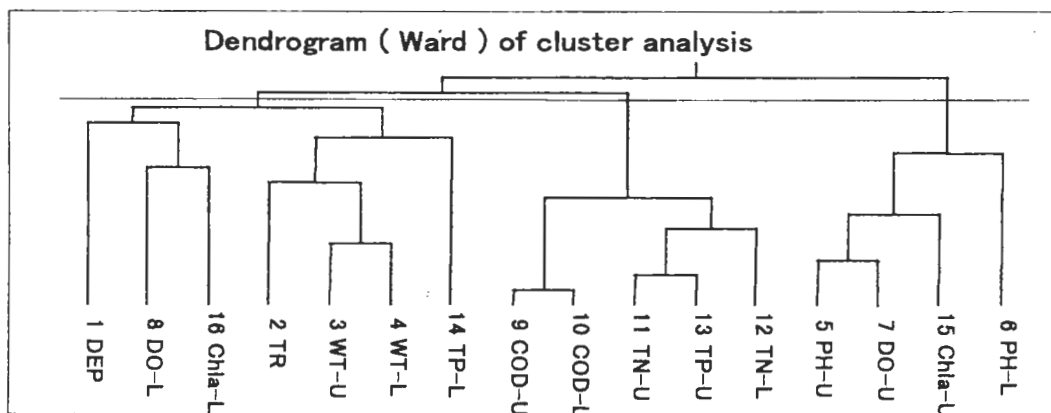 Dendrogram ( Ward ) of cluster analysis
1 DEP
8 DO-L
16 Chla-L
2 TR
3 WT-U
4 WT-L
14 TP-L
9 COD-U
10 COD-L
11 TN-U
13 TP-U
12 TN-L
5 PH-U
7 DO-U
15 Chla-U
6 PH-L